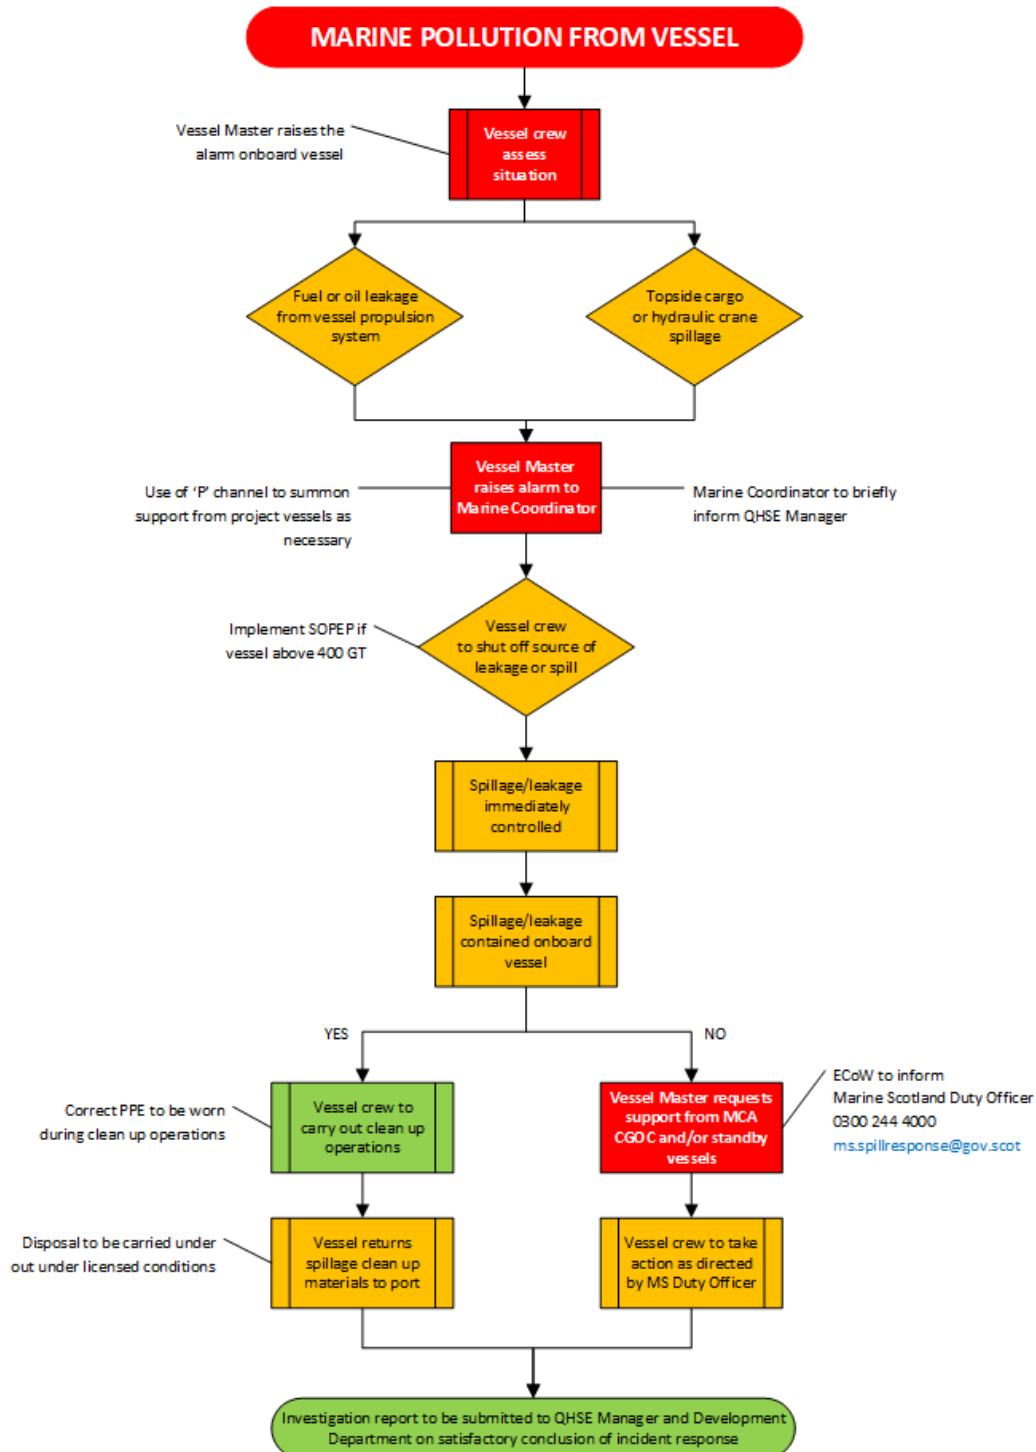 MARINE POLLUTION FROM VESSEL
Vessel Master raises the
alarm onboard vessel
Vessel crew
assess
situation
Fuel or oil leakage
from vessel propulsion
system
Topside cargo
or hydraulic crane
spillage
Vessel Master
raises alarm to
Marine Coordinator
Use of ‘P’ channel to summon
support from project vessels as
necessary
Marine Coordinator to briefly
inform QHSE Manager
Vessel crew
to shut off source of
leakage or spill
Implement SOPEP if
vessel above 400 GT
Spillage/leakage
immediately
controlled
Spillage/leakage
contained onboard
vessel
YES
NO
Correct PPE to be worn
during clean up operations
Vessel crew to
carry out clean up
operations
Vessel Master requests
support from MCA
CGOC and/or standby
vessels
ECoW to inform
Marine Scotland Duty Officer
0300 244 4000
ms.spillresponse@gov.scot
Disposal to be carried under
out under licensed conditions
Vessel returns
spillage clean up
materials to port
Vessel crew to take
action as directed
by MS Duty Officer
Investigation report to be submitted to QHSE Manager and Development
Department on satisfactory conclusion of incident response